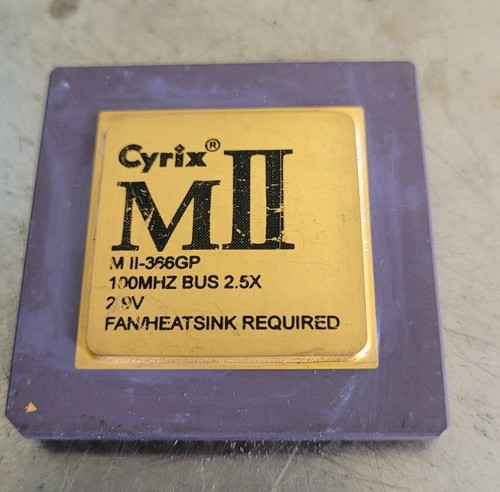 Cyrix®
MII
M II-366GP
100MHZ BUS 2.5X
2.9V
FAN/HEATSINK REQUIRED